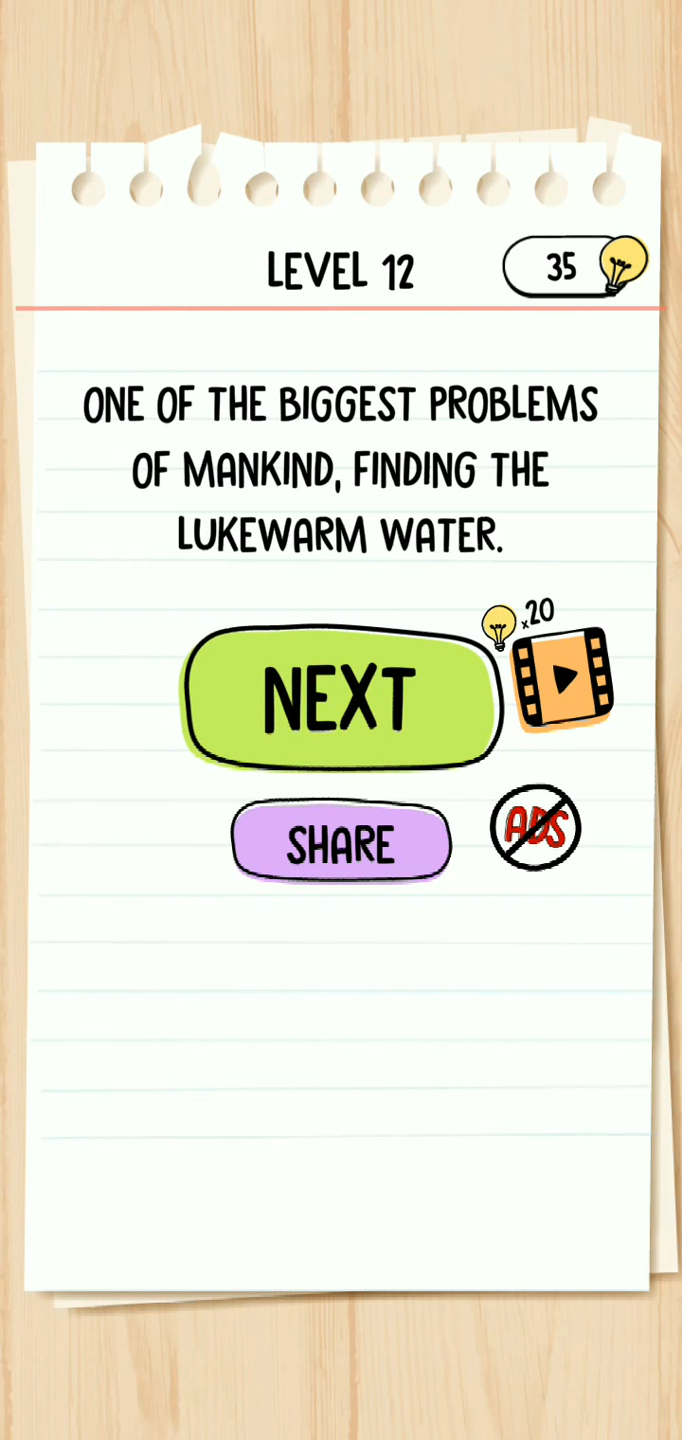 LEVEL 12
35
ONE OF THE BIGGEST PROBLEMS
OF MANKIND, FINDING THE
LUKEWARM WATER.
x20
NEXT
SHARE
ADS